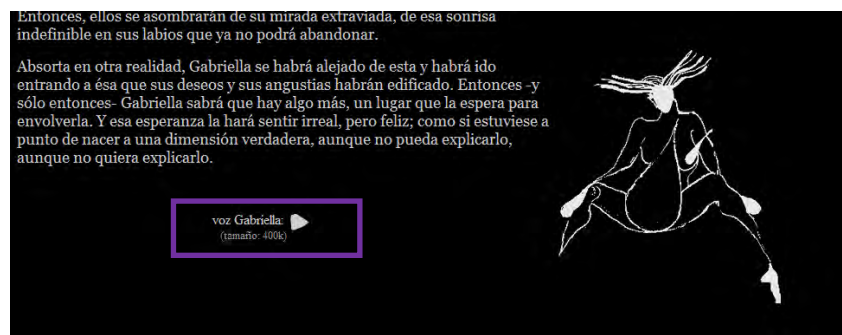 Entonces, ellos se asombrarán de su mirada extraviada, de esa sonrisa
indefinible en sus labios que ya no podrá abandonar.
Absorta en otra realidad, Gabriella se habrá alejado de esta y habrá ido
entrando a ésa que sus deseos y sus angustias habrán edificado. Entonces -y
sólo entonces- Gabriella sabrá que hay algo más, un lugar que la espera para
envolverla. Y esa esperanza la hará sentir irreal, pero feliz; como si estuviese a
punto de nacer a una dimensión verdadera, aunque no pueda explicarlo,
aunque no quiera explicarlo.
voz Gabriella:
(tamaño: 400k)